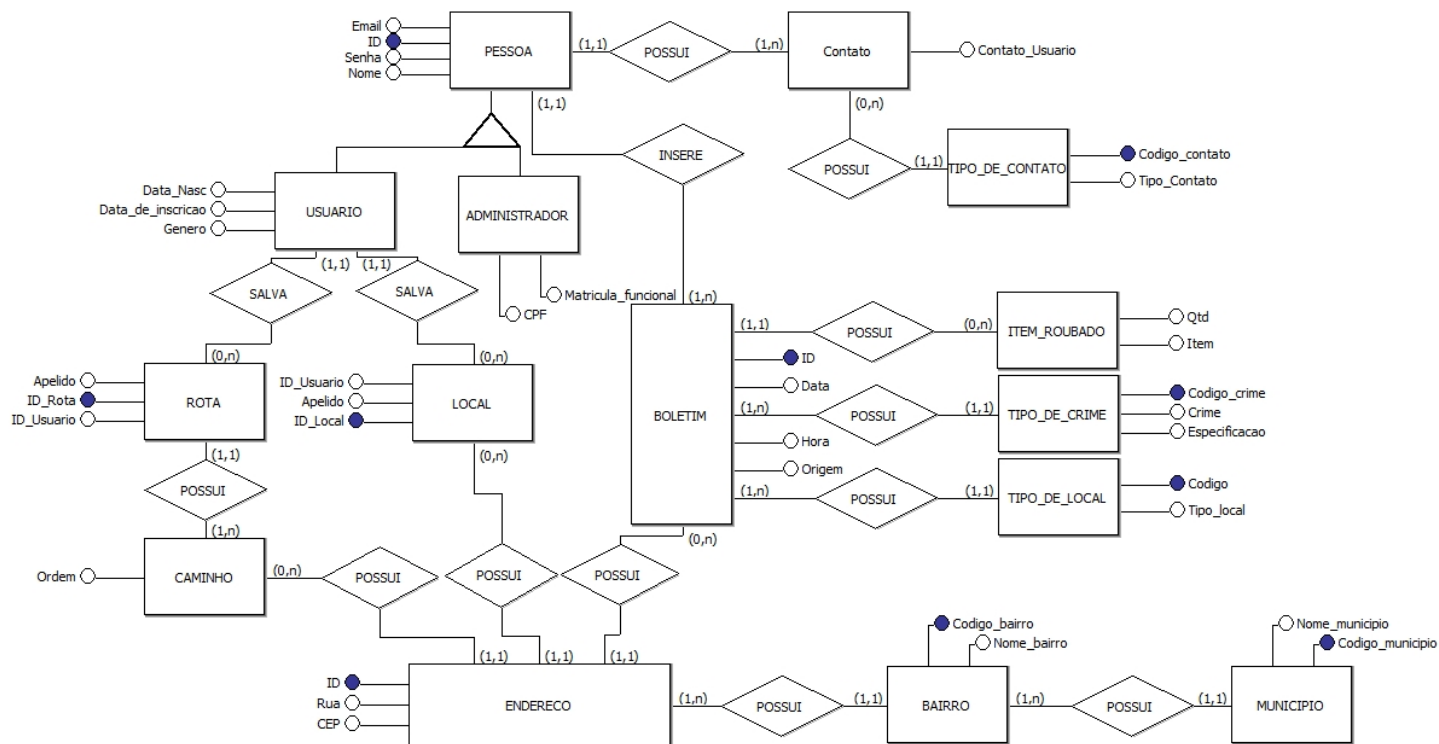 Email
ID
Senha
Nome
PESSOA
(1,1)
POSSUI
(1,n)
Contato
Contato_Usuario
(1,1)
(0,n)
INSERE
POSSUI
(1,1)
TIPO_DE_CONTATO
Codigo_contato
Tipo_Contato
Data_Nasc
Data_de_inscricao
Genero
USUARIO
ADMINISTRADOR
(1,1)
(1,1)
SALVA
SALVA
Matricula_funcional
CPF
(1,n)
(0,n)
(0,n)
Apelido
ID_Rota
ID_Usuario
ROTA
ID_Usuario
Apelido
ID_Local
LOCAL
BOLETIM
(1,1)
POSSUI
(0,n)
ITEM_ROUBADO
Qtd
Item
ID
Data
(1,n)
POSSUI
(1,1)
TIPO_DE_CRIME
Codigo_crime
Crime
Especificacao
Hora
Origem
(1,n)
POSSUI
(1,1)
TIPO_DE_LOCAL
Codigo
Tipo_local
(1,1)
POSSUI
(1,n)
(0,n)
(0,n)
Ordem
CAMINHO
(0,n)
POSSUI
POSSUI
POSSUI
(1,1)
(1,1)
(1,1)
ID
Rua
CEP
ENDERECO
(1,n)
POSSUI
(1,1)
Codigo_bairro
Nome_bairro
BAIRRO
(1,n)
POSSUI
(1,1)
Nome_municipio
Codigo_municipio
MUNICIPIO